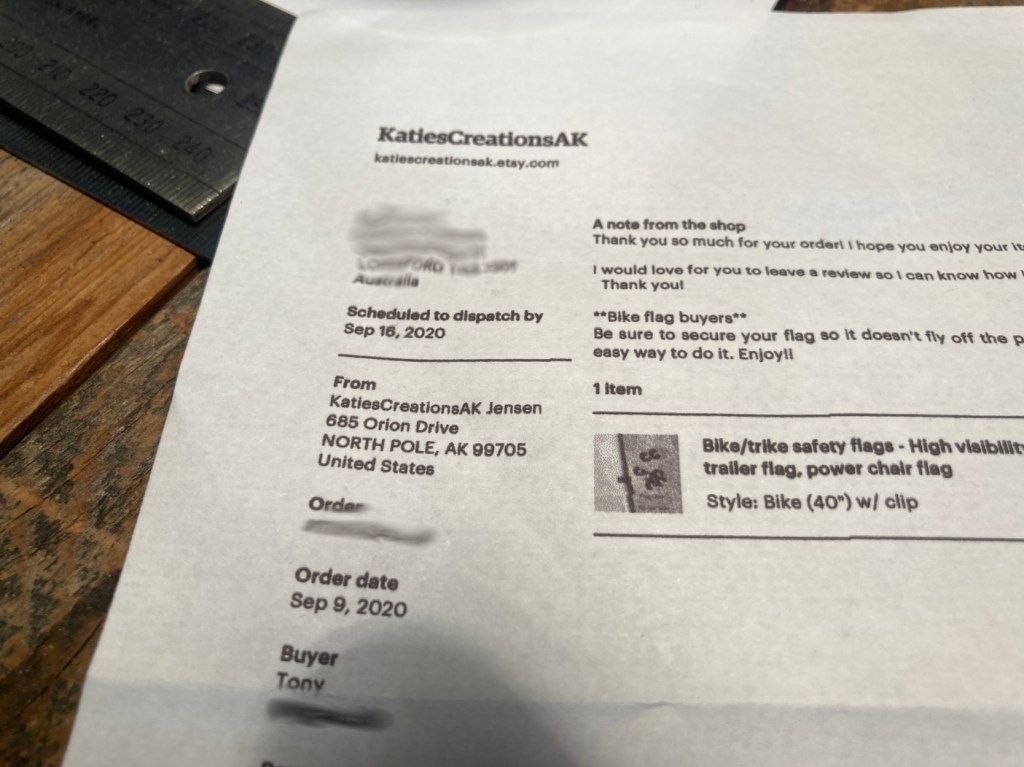 210
220
230
240
KatiesCreationsAK
katiescreationsak.etsy.com
Australia
Scheduled to dispatch by
Sep 16, 2020
From
KatiesCreationsAK Jensen
685 Orion Drive
NORTH POLE, AK 99705
United States
Order
Order date
Sep 9, 2020
Buyer
Tony
A note from the shop
Thank you so much for your order! I hope you enjoy your
I would love for you to leave a review so I can know how
Thank you!
**Bike flag buyers**
Be sure to secure your flag so it doesn't fly off the
easy way to do it. Enjoy!!
1 item
Bike/trike safety flags - High visibility
trailer flag, power chair flag
Style: Bike (40") w/ clip